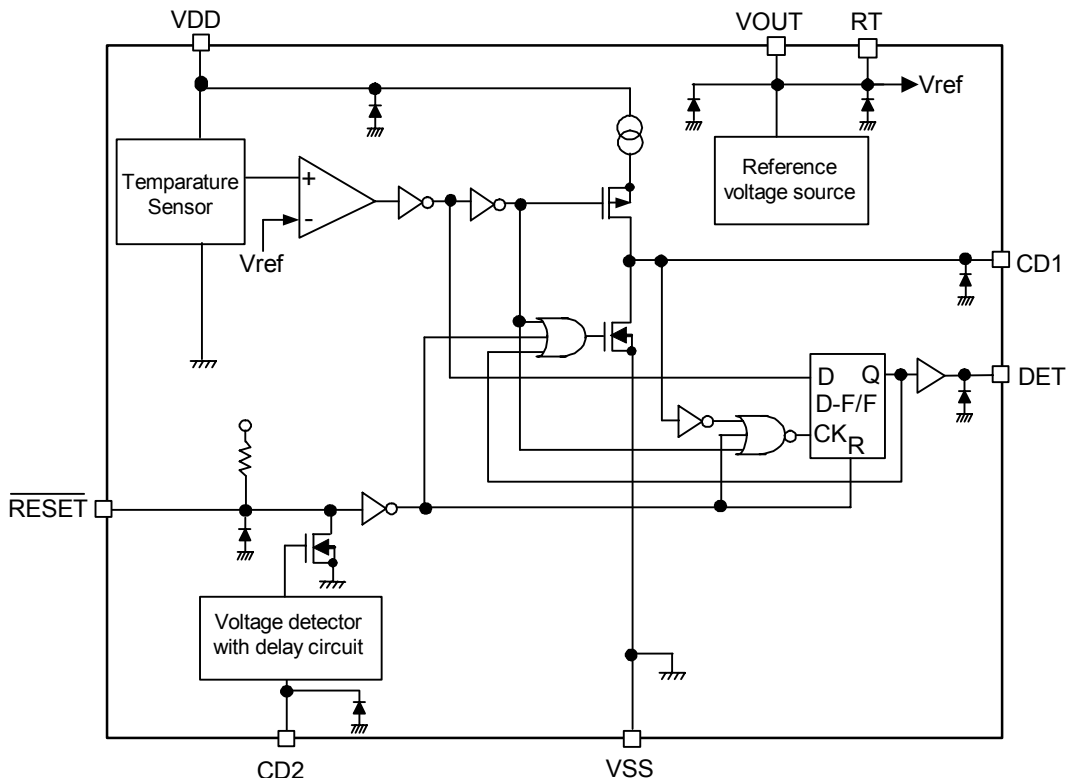 VDD
VOUT
RT
Vref
Temparature
Sensor
+
-
Vref
Reference
voltage source
CD1
D
Q
D-F/F
CK
R
DET
RESET
Voltage detector
with delay circuit
CD2
VSS